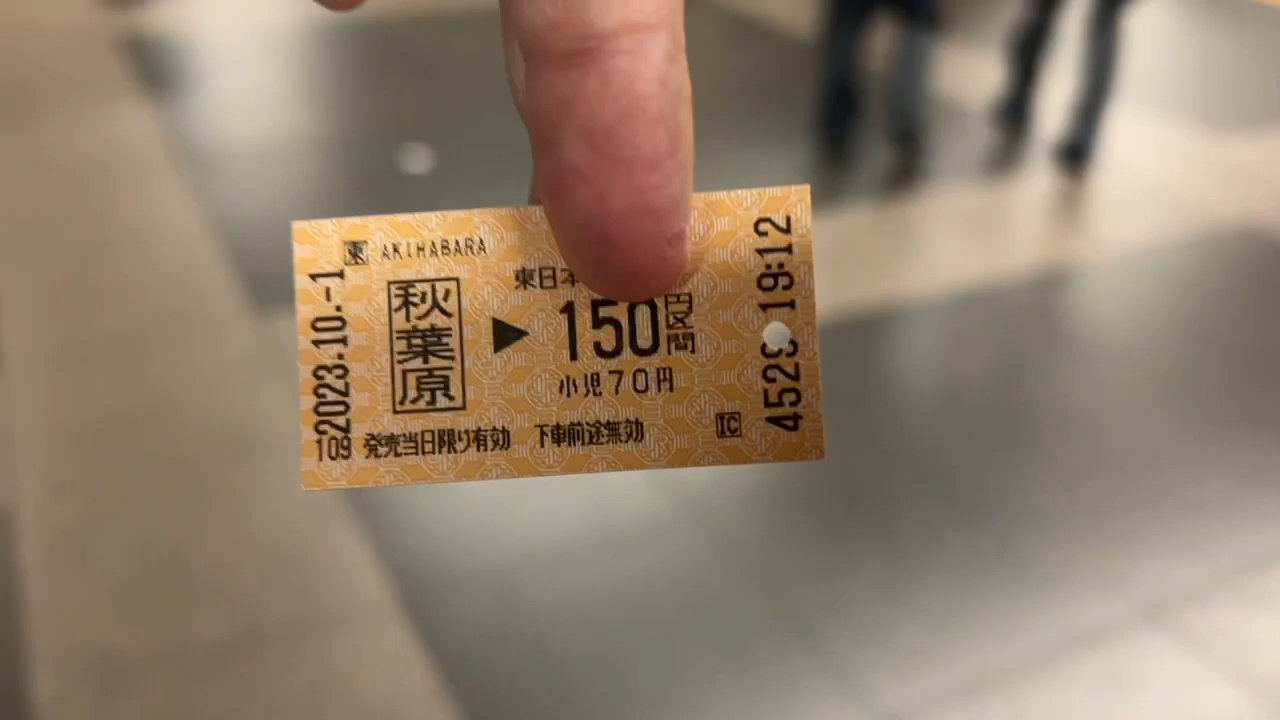 東 AKIHABARA
秋葉原
東日本
▶ 150円区間
小児70円
109 発売当日限り有効 下車前途無効
IC
2023.10.-1
452 19:12